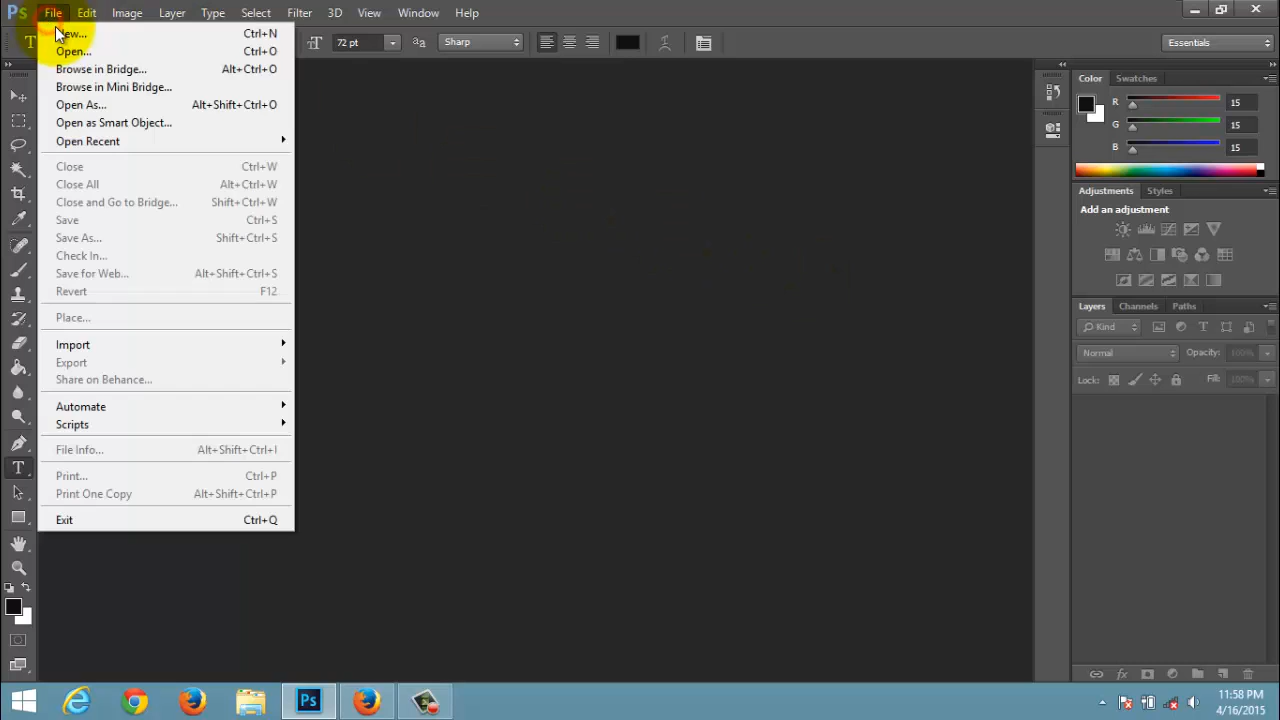 Ps File Edit Image Layer Type Select Filter 3D View Window Help
T 72 pt aa Sharp Essentials
New... Ctrl+N
Open... Ctrl+O
Browse in Bridge... Alt+Ctrl+O
Browse in Mini Bridge...
Open As... Alt+Shift+Ctrl+O
Open as Smart Object...
Open Recent
Close Ctrl+W
Close All Alt+Ctrl+W
Close and Go to Bridge... Shift+Ctrl+W
Save Ctrl+S
Save As... Shift+Ctrl+S
Check In...
Save for Web... Alt+Shift+Ctrl+S
Revert F12
Place...
Import
Export
Share on Behance...
Automate
Scripts
File Info... Alt+Shift+Ctrl+I
Print... Ctrl+P
Print One Copy Alt+Shift+Ctrl+P
Exit Ctrl+Q
Color Swatches
R 15
G 15
B 15
Adjustments Styles
Add an adjustment
Layers Channels Paths
Kind
Normal Opacity: 100%
Lock: Fill: 100%
fx
Ps
11:58 PM
4/16/2015